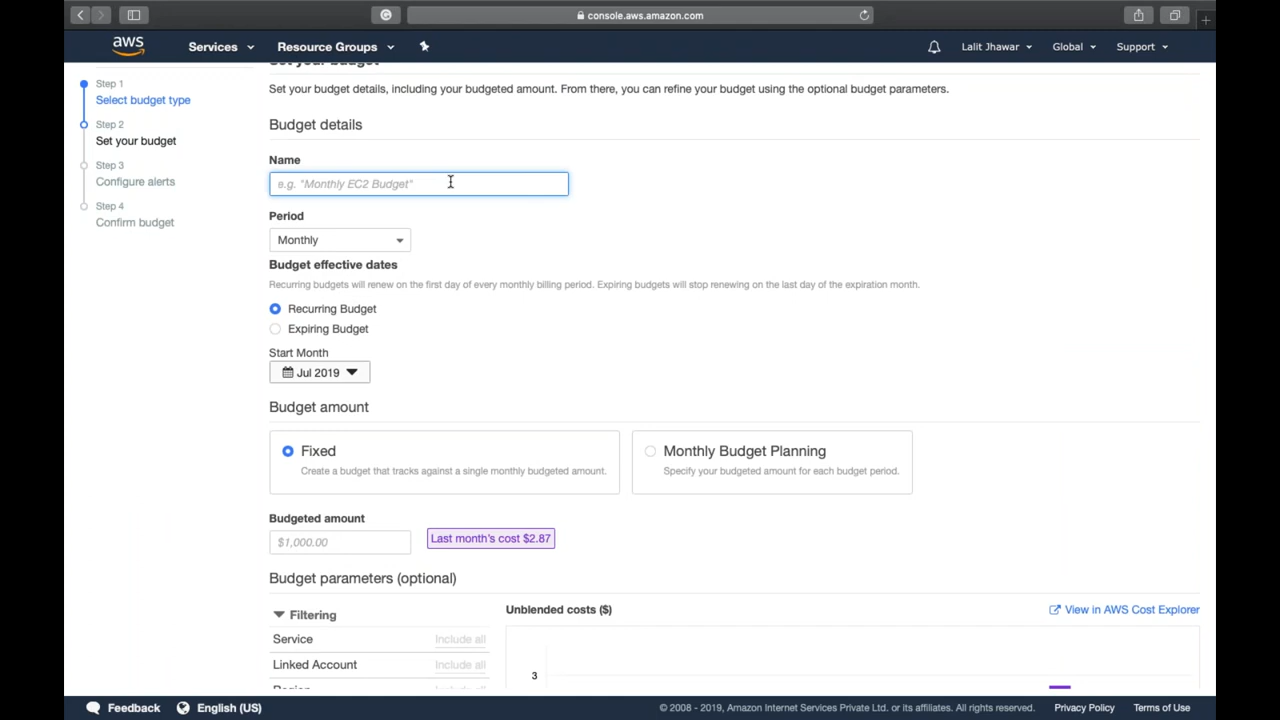 console.aws.amazon.com
aws Services Resource Groups Lalit Jhawar Global Support
Set your budget
Step 1
Select budget type
Step 2
Set your budget
Step 3
Configure alerts
Step 4
Confirm budget
Set your budget details, including your budgeted amount. From there, you can refine your budget using the optional budget parameters.
Budget details
Name
e.g. "Monthly EC2 Budget"
Period
Monthly
Budget effective dates
Recurring budgets will renew on the first day of every monthly billing period. Expiring budgets will stop renewing on the last day of the expiration month.
Recurring Budget
Expiring Budget
Start Month
Jul 2019
Budget amount
Fixed
Create a budget that tracks against a single monthly budgeted amount.
Monthly Budget Planning
Specify your budgeted amount for each budget period.
Budgeted amount
$1,000.00
Last month's cost $2.87
Budget parameters (optional)
Filtering
Service Include all
Linked Account Include all
Region
Unblended costs ($)
View in AWS Cost Explorer
3
Feedback English (US) © 2008 - 2019, Amazon Internet Services Private Ltd. or its affiliates. All rights reserved. Privacy Policy Terms of Use